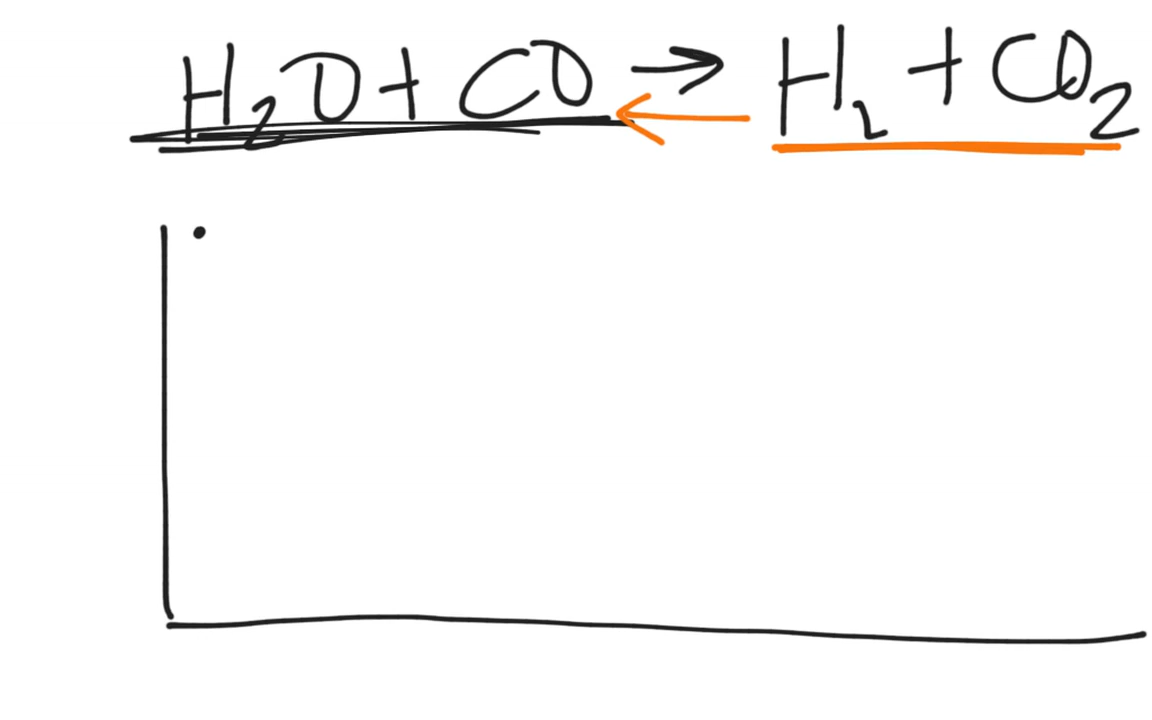 H₂O + CO → ← H₂ + CO₂